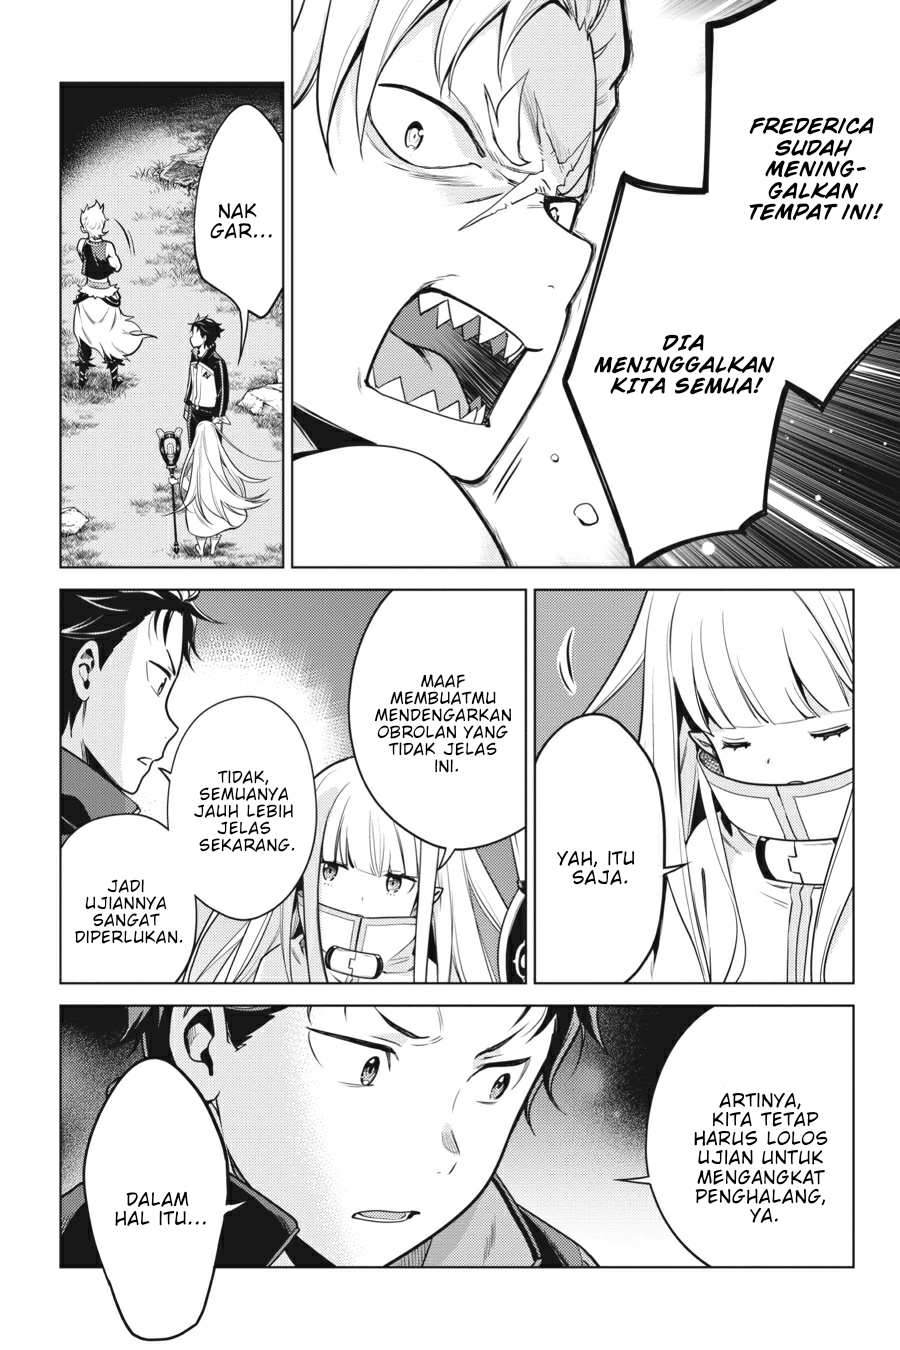 FREDERICA
SUDAH
MENING-
GALKAN
TEMPAT INI!
DIA
MENINGGALKAN
KITA SEMUA!
NAK
GAR...
YAH, ITU
SAJA.
MAAF
MEMBUATMU
MENDENGARKAN
OBROLAN YANG
TIDAK JELAS
INI.
TIDAK,
SEMUANYA
JAUH LEBIH
JELAS
SEKARANG.
JADI
UJIANNYA
SANGAT
DIPERLUKAN.
ARTINYA,
KITA TETAP
HARUS LOLOS
UJIAN UNTUK
MENGANGKAT
PENGHALANG,
YA.
DALAM
HAL ITU...